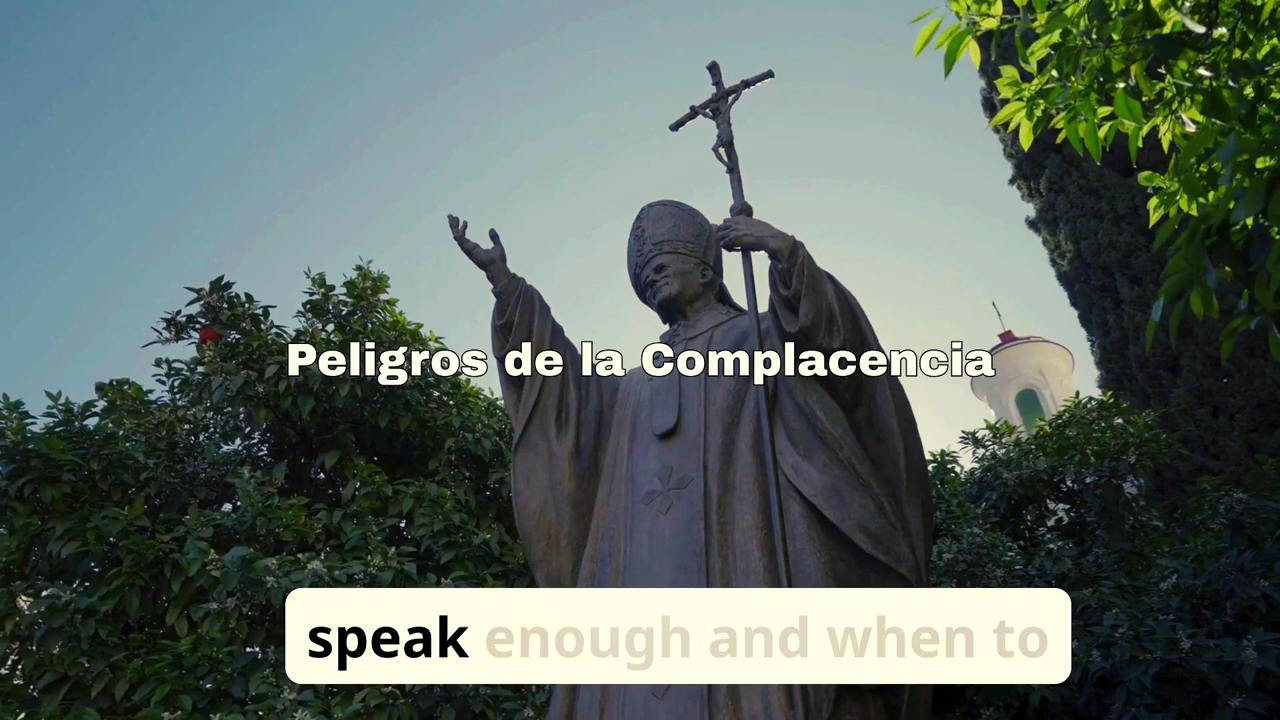 Peligros de la Complacencia
speak enough and when to